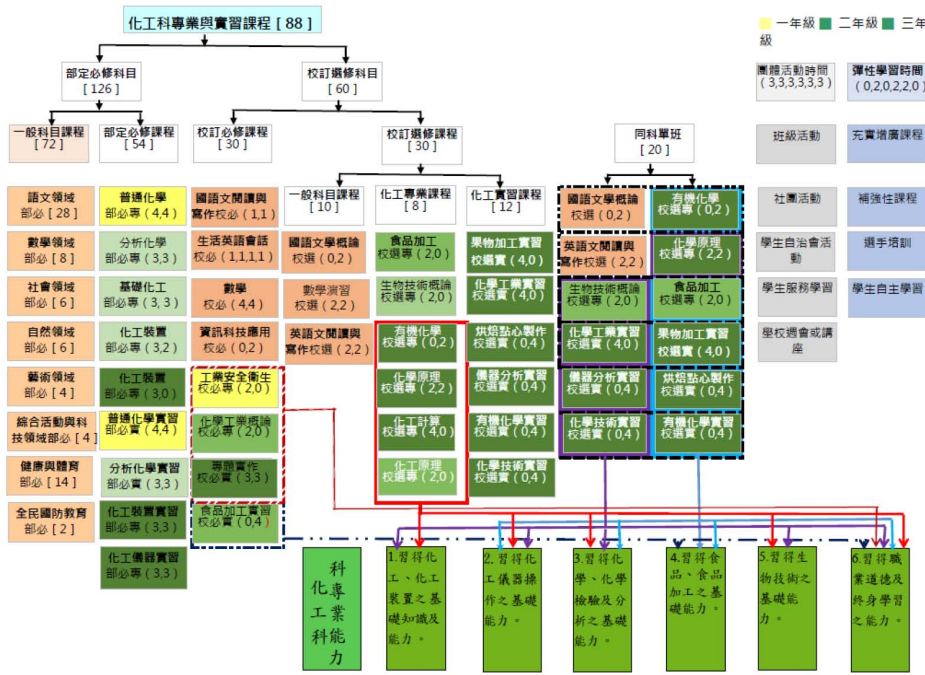 化工科專業與實習課程 [ 88 ]
一年級 二年級 三年
級
部定必修科目
[ 126 ]
校訂選修科目
[ 60 ]
團體活動時間
( 3,3,3,3,3,3 )
彈性學習時間
( 0,2,0,2,2,0 )
一般科目課程
[ 72 ]
部定必修課程
[ 54 ]
校訂必修課程
[ 30 ]
校訂選修課程
[ 30 ]
同科單班
[ 20 ]
班級活動
充實增廣課程
一般科目課程
[ 10 ]
化工專業課程
[ 8 ]
化工實習課程
[ 12 ]
語文領域
部必 [ 28 ]
數學領域
部必 [ 8 ]
社會領域
部必 [ 6 ]
自然領域
部必 [ 6 ]
藝術領域
部必 [ 4 ]
綜合活動與科
技領域部必 [ 4 ]
健康與體育
部必 [ 14 ]
全民國防教育
部必 [ 2 ]
普通化學
部必專 ( 4,4 )
分析化學
部必專 ( 3,3 )
基礎化工
部必專 ( 3, 3 )
化工裝置
部必專 ( 3,2 )
化工裝置
部必專 ( 3,0 )
普通化學實習
部必實 ( 4,4 )
分析化學實習
部必實 ( 3,3 )
化工裝置實習
部必專 ( 3,3 )
化工儀器實習
部必專 ( 3,3 )
國語文閱讀與
寫作校必 ( 1,1 )
生活英語會話
校必 ( 1,1,1,1 )
數學
校必 ( 4,4 )
資訊科技應用
校必 ( 0,2 )
工業安全衛生
校必專 ( 2,0 )
化學工業概論
校必專 ( 2,0 )
專題實作
校必實 ( 3,3 )
食品加工實習
校必實 ( 0,4 )
國語文學概論
校選 ( 0,2 )
數學演習
校選 ( 2,2 )
英語文閱讀與
寫作校選 ( 2,2 )
食品加工
校選專 ( 2,0 )
生物技術概論
校選專 ( 2,0 )
有機化學
校選專 ( 0,2 )
化學原理
校選專 ( 2,2 )
化工計算
校選專 ( 4,0 )
化工原理
校選專 ( 2,0 )
果物加工實習
校選實 ( 4,0 )
化學工業實習
校選實 ( 4,0 )
烘焙點心製作
校選實 ( 0,4 )
儀器分析實習
校選實 ( 0,4 )
有機化學實習
校選實 ( 0,4 )
化學技術實習
校選實 ( 0,4 )
國語文學概論
校選 ( 0,2 )
英語文閱讀與
寫作校選 ( 2,2 )
生物技術概論
校選專 ( 2,0 )
化學工業實習
校選實 ( 4,0 )
儀器分析實習
校選實 ( 0,4 )
化學技術實習
校選實 ( 0,4 )
有機化學
校選專 ( 0,2 )
化學原理
校選專 ( 2,2 )
食品加工
校選專 ( 2,0 )
果物加工實習
校選實 ( 4,0 )
烘焙點心製作
校選實 ( 0,4 )
有機化學實習
校選實 ( 0,4 )
社團活動
學生自治會活
動
學生服務學習
坐校週會或講
座
補強性課程
選手培訓
學生自主學習
化工科
科專業能力
1.習得化
工、化工
裝置之基
礎知識及
能力。
2.習得化
工儀器操
作之基礎
能力。
3.習得化
學、化學
檢驗及分
析之基礎
能力。
4.習得食
品、食品
加工之基
礎能力。
5.習得生
物技術之
基礎能
力。
6.習得職
業道德及
終身學習
之能力。